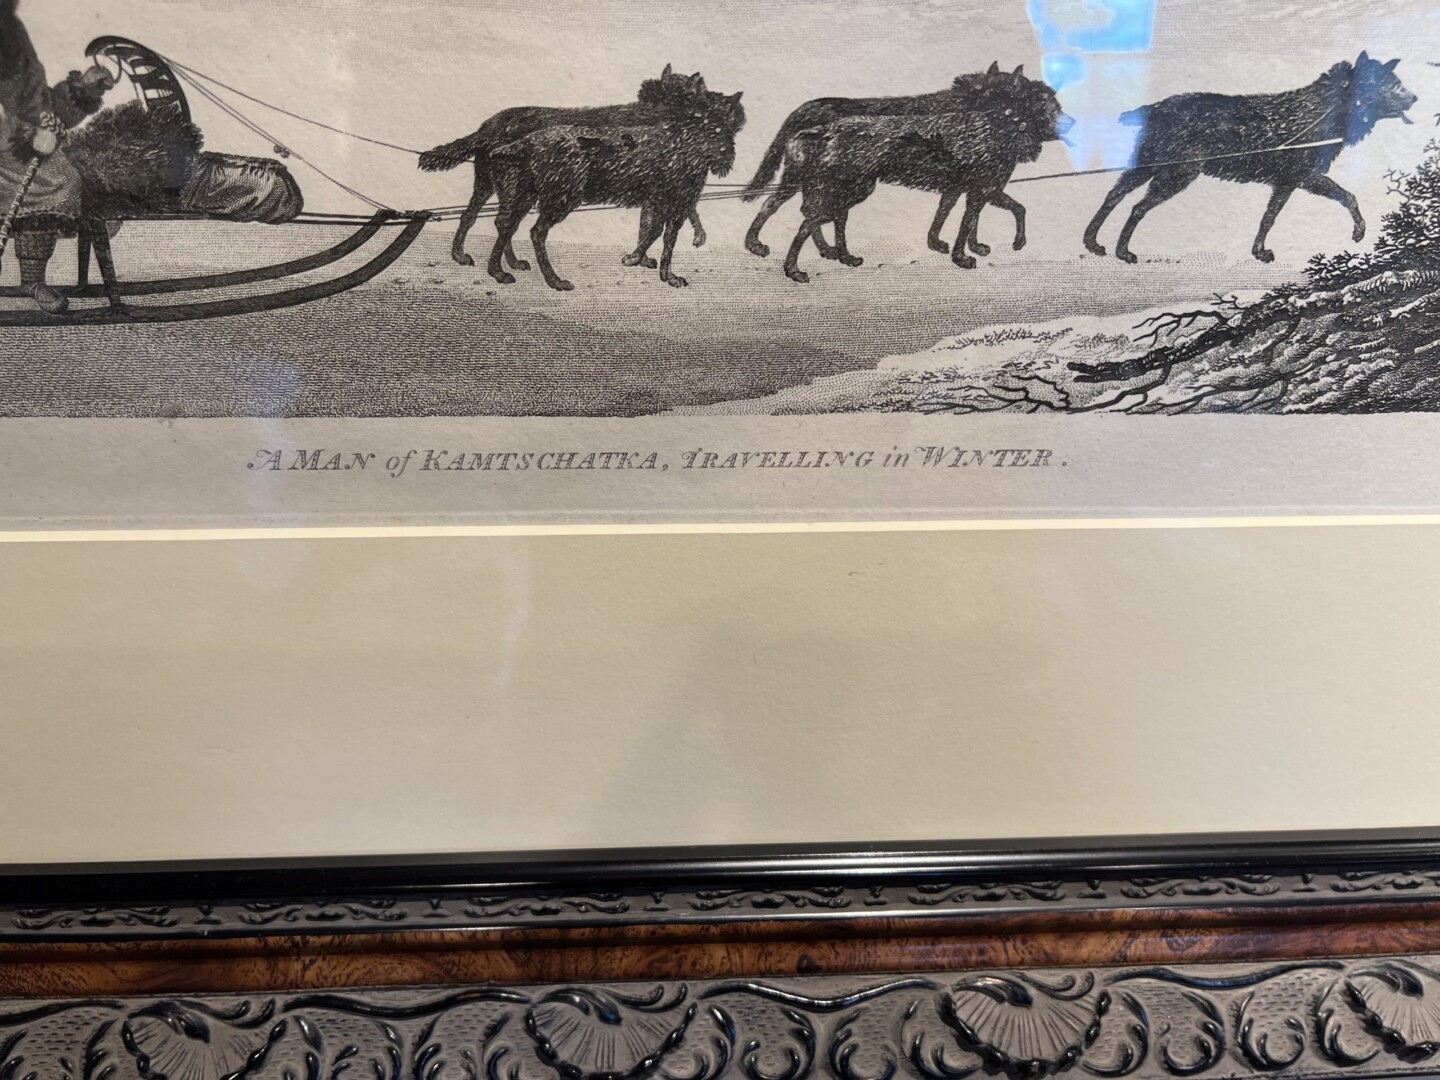 A MAN of KAMTSCHATKA, TRAVELLING in WINTER.